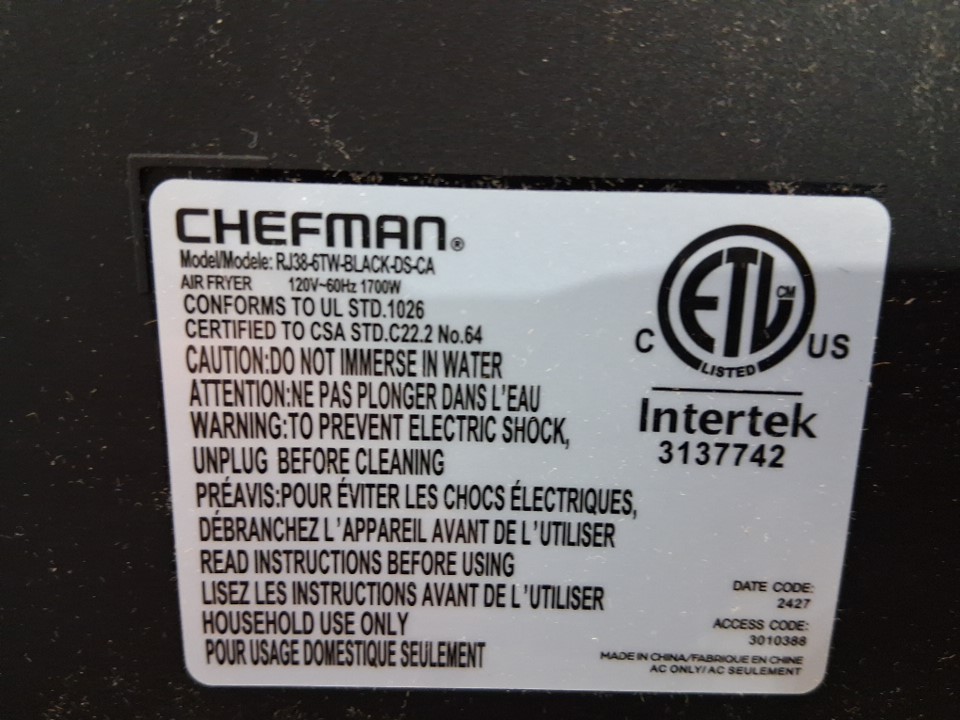 CHEFMAN®
Model/Modele: RJ38-6TW-BLACK-DS-CA
AIR FRYER 120V~60Hz 1700W
CONFORMS TO UL STD.1026
CERTIFIED TO CSA STD.C22.2 No.64
CAUTION:DO NOT IMMERSE IN WATER
ATTENTION:NE PAS PLONGER DANS L'EAU
WARNING:TO PREVENT ELECTRIC SHOCK,
UNPLUG BEFORE CLEANING
PRÉAVIS:POUR ÉVITER LES CHOCS ÉLECTRIQUES,
DÉBRANCHEZ L'APPAREIL AVANT DE L'UTILISER
READ INSTRUCTIONS BEFORE USING
LISEZ LES INSTRUCTIONS AVANT DE L'UTILISER
HOUSEHOLD USE ONLY
POUR USAGE DOMESTIQUE SEULEMENT
ETL CM
LISTED
C US
Intertek
3137742
DATE CODE:
2427
ACCESS CODE:
3010388
MADE IN CHINA/FABRIQUE EN CHINE
AC ONLY/AC SEULEMENT